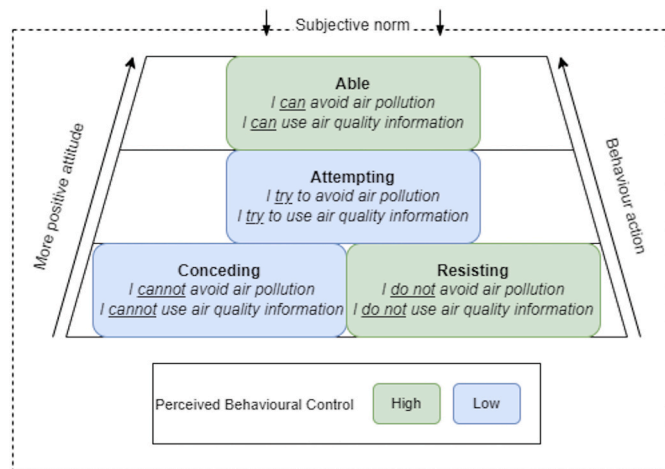 Subjective norm
More positive attitude
Able
I can avoid air pollution
I can use air quality information
Attempting
I try to avoid air pollution
I try to use air quality information
Conceding
I cannot avoid air pollution
I cannot use air quality information
Resisting
I do not avoid air pollution
I do not use air quality information
Behaviour action
Perceived Behavioural Control
High
Low